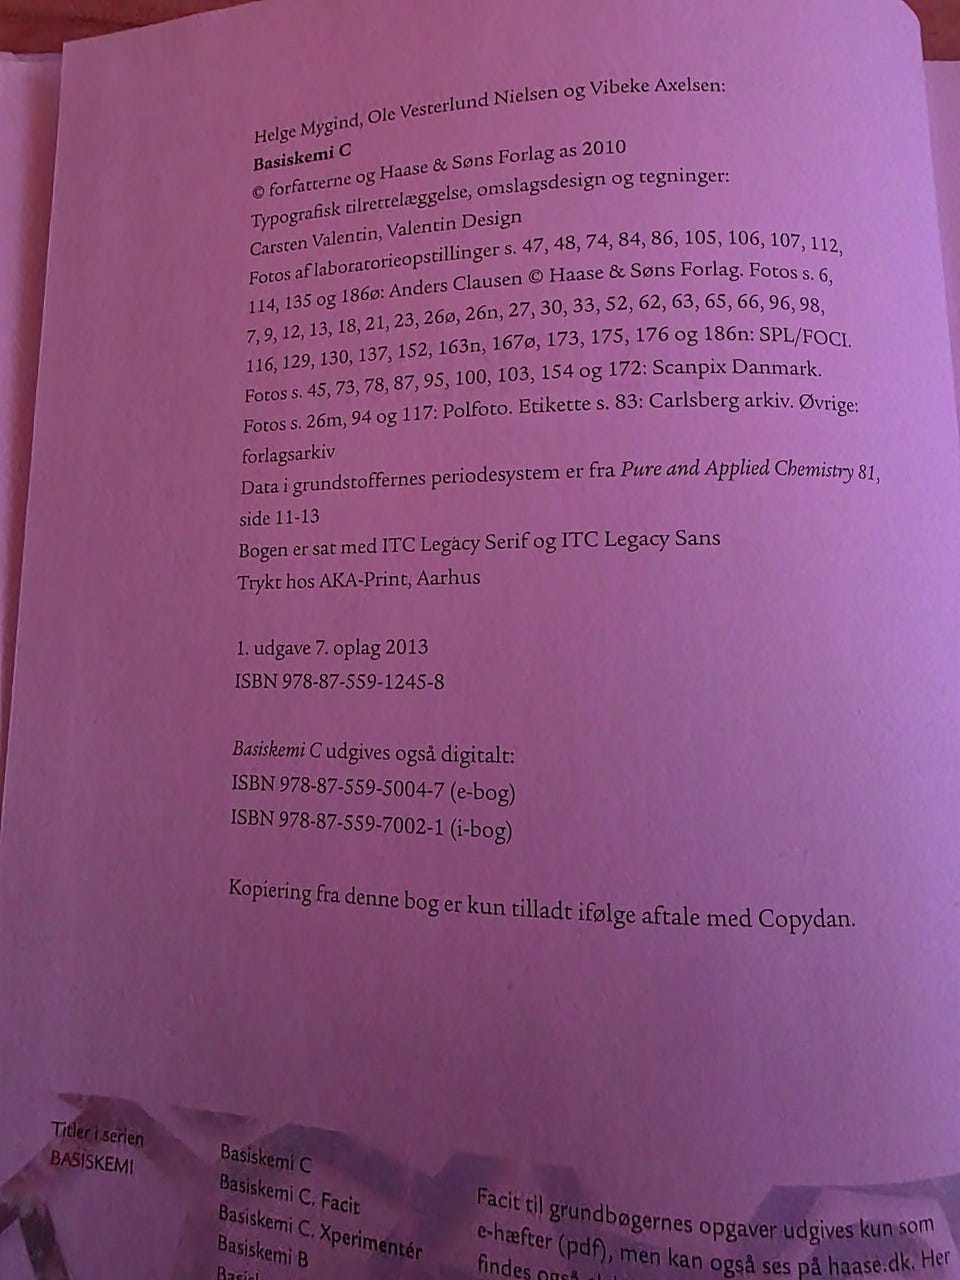 Helge Mygind, Ole Vesterlund Nielsen og Vibeke Axelsen:
Basiskemi C
© forfatterne og Haase & Søns Forlag as 2010
Typografisk tilrettelæggelse, omslagsdesign og tegninger:
Carsten Valentin, Valentin Design
Fotos af laboratorieopstillinger s. 47, 48, 74, 84, 86, 105, 106, 107, 112,
114, 135 og 186ø: Anders Clausen © Haase & Søns Forlag. Fotos s. 6,
7, 9, 12, 13, 18, 21, 23, 26ø, 26n, 27, 30, 33, 52, 62, 63, 65, 66, 96, 98,
116, 129, 130, 137, 152, 163n, 167ø, 173, 175, 176 og 186n: SPL/FOCI.
Fotos s. 45, 73, 78, 87, 95, 100, 103, 154 og 172: Scanpix Danmark.
Fotos s. 26m, 94 og 117: Polfoto. Etikette s. 83: Carlsberg arkiv. Øvrige:
forlagsarkiv
Data i grundstoffernes periodesystem er fra Pure and Applied Chemistry 81,
side 11-13
Bogen er sat med ITC Legacy Serif og ITC Legacy Sans
Trykt hos AKA-Print, Aarhus
1. udgave 7. oplag 2013
ISBN 978-87-559-1245-8
Basiskemi C udgives også digitalt:
ISBN 978-87-559-5004-7 (e-bog)
ISBN 978-87-559-7002-1 (i-bog)
Kopiering fra denne bog er kun tilladt ifølge aftale med Copydan.
Titler i serien
BASISKEMI
Basiskemi C
Basiskemi C. Facit
Basiskemi C. Xperimentér
Basiskemi B
Facit til grundbøgernes opgaver udgives kun som
e-hæfter (pdf), men kan også ses på haase.dk. Her
findes også